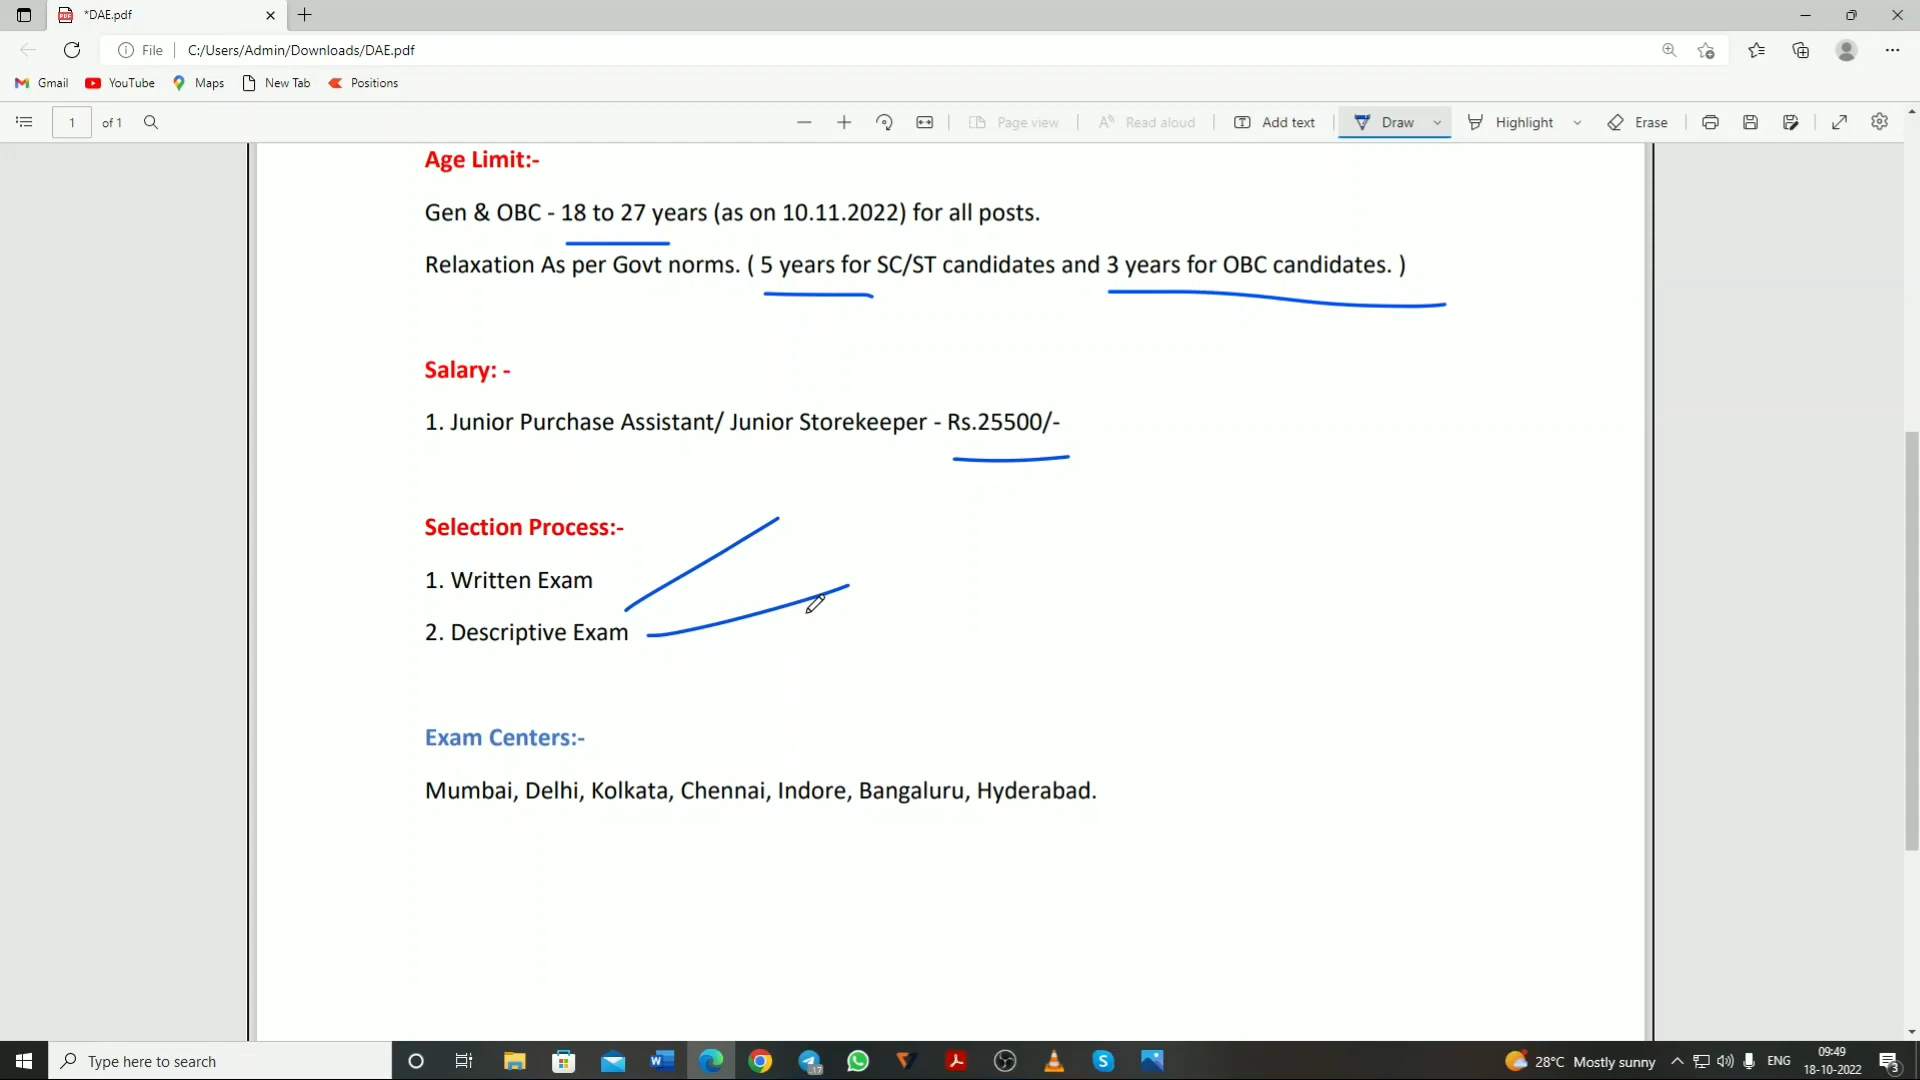 *DAE.pdf
File C:/Users/Admin/Downloads/DAE.pdf
Gmail YouTube Maps New Tab Positions
1 of 1 Page view Read aloud Add text Draw Highlight Erase
Age Limit:-
Gen & OBC - 18 to 27 years (as on 10.11.2022) for all posts.
Relaxation As per Govt norms. ( 5 years for SC/ST candidates and 3 years for OBC candidates. )
Salary: -
1. Junior Purchase Assistant/ Junior Storekeeper - Rs.25500/-
Selection Process:-
1. Written Exam
2. Descriptive Exam
Exam Centers:-
Mumbai, Delhi, Kolkata, Chennai, Indore, Bangaluru, Hyderabad.
Type here to search 17 28°C Mostly sunny ENG 09:49
18-10-2022 3